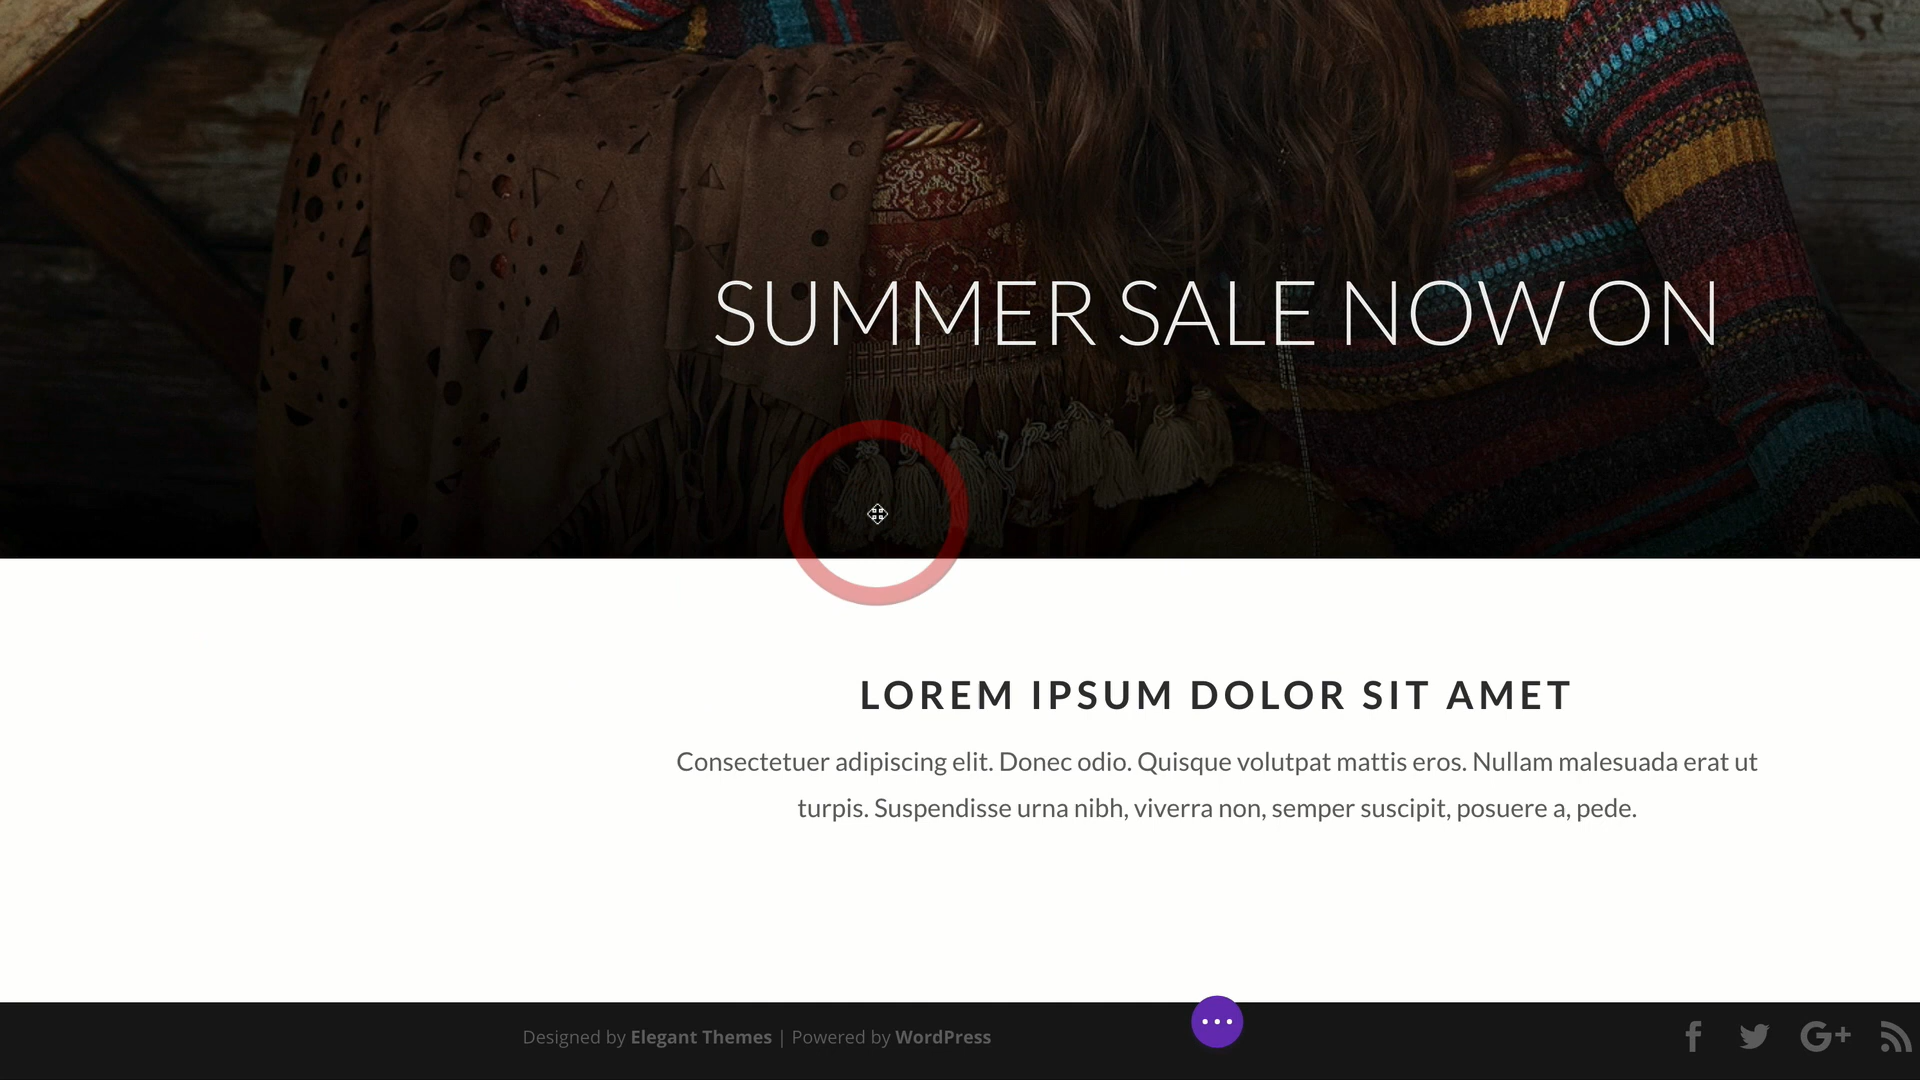 SUMMER SALE NOW ON
LOREM IPSUM DOLOR SIT AMET
Consectetuer adipiscing elit. Donec odio. Quisque volutpat mattis eros. Nullam malesuada erat ut
turpis. Suspendisse urna nibh, viverra non, semper suscipit, posuere a, pede.
Designed by Elegant Themes | Powered by WordPress